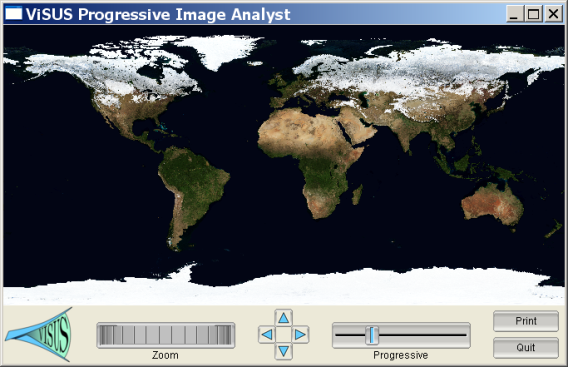 ViSUS Progressive Image Analyst
Print
ViSUS
Zoom
Progressive
Quit